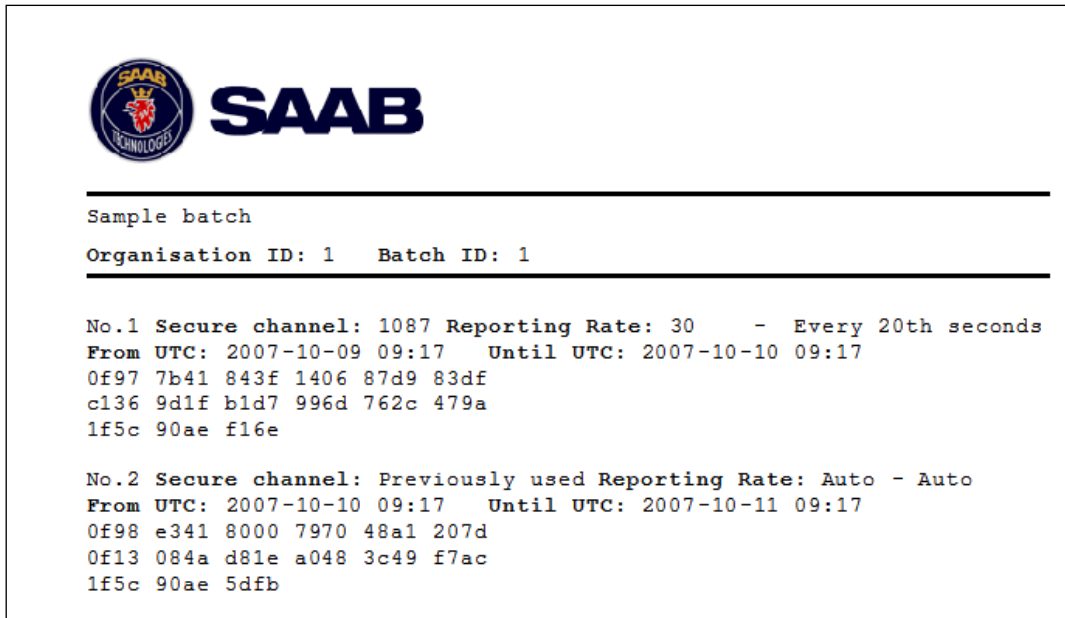 SAAB
TECHNOLOGIES
SAAB
Sample batch
Organisation ID: 1 Batch ID: 1
No.1 Secure channel: 1087 Reporting Rate: 30 - Every 20th seconds
From UTC: 2007-10-09 09:17 Until UTC: 2007-10-10 09:17
0f97 7b41 843f 1406 87d9 83df
c136 9d1f b1d7 996d 762c 479a
1f5c 90ae f16e
No.2 Secure channel: Previously used Reporting Rate: Auto - Auto
From UTC: 2007-10-10 09:17 Until UTC: 2007-10-11 09:17
0f98 e341 8000 7970 48a1 207d
0f13 084a d81e a048 3c49 f7ac
1f5c 90ae 5dfb